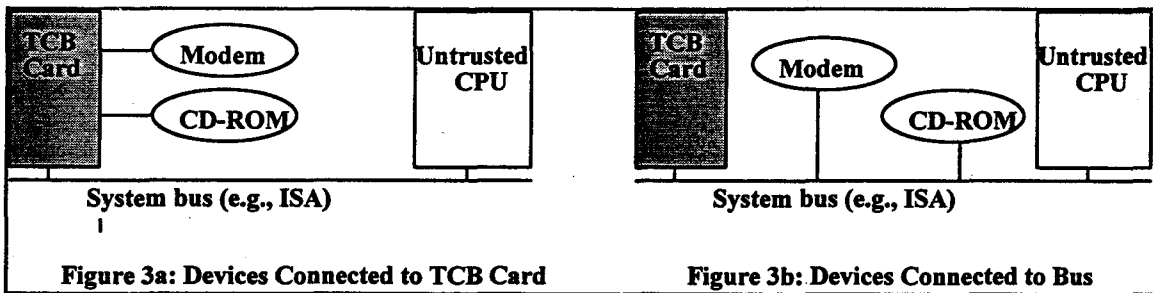 TCB
Card
Modem
CD-ROM
Untrusted
CPU
System bus (e.g., ISA)
Figure 3a: Devices Connected to TCB Card
TCB
Card
Modem
CD-ROM
Untrusted
CPU
System bus (e.g., ISA)
Figure 3b: Devices Connected to Bus